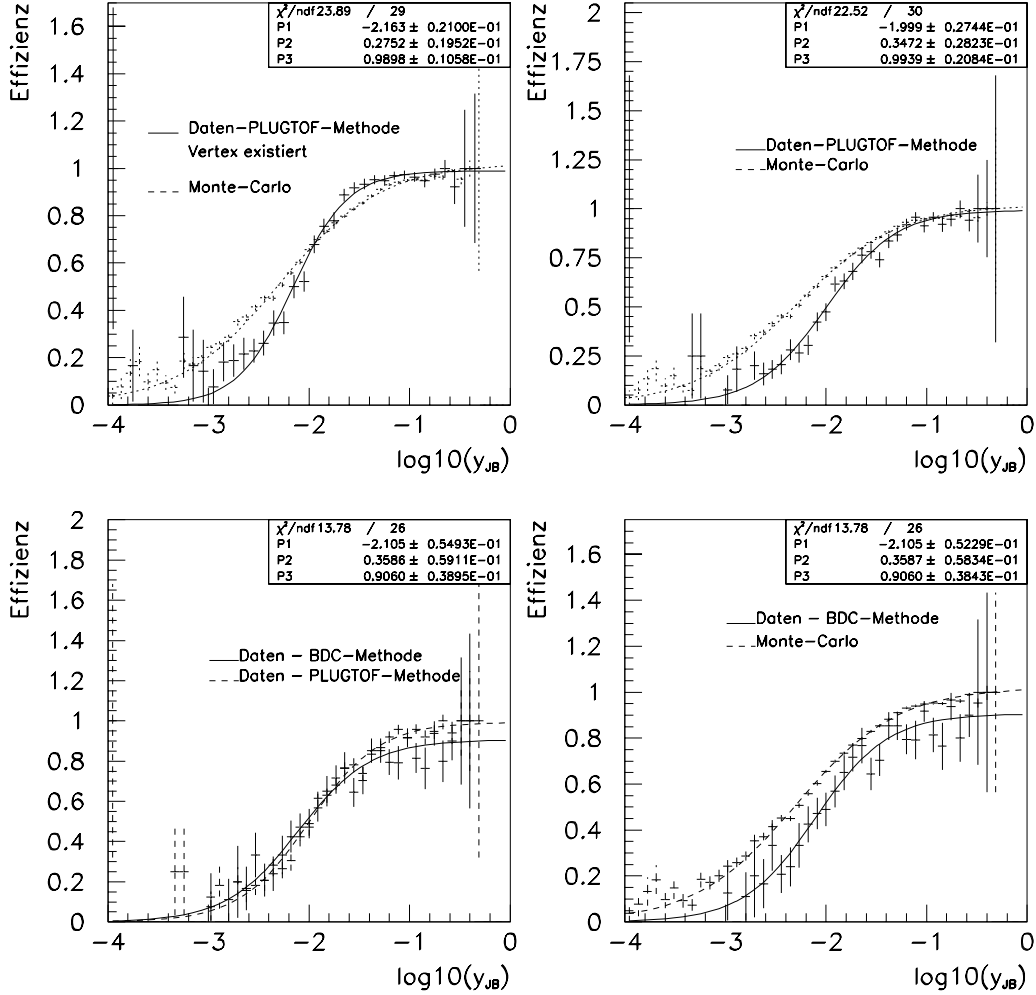 Effizienz
χ²/ndf 23.89 / 29
P1 -2.163 ± 0.2100E-01
P2 0.2752 ± 0.1952E-01
P3 0.9898 ± 0.1058E-01
Daten-PLUGTOF-Methode
Vertex existiert
Monte-Carlo
1.6
1.4
1.2
1
0.8
0.6
0.4
0.2
0
-4 -3 -2 -1 0
log10(yJB)
Effizienz
χ²/ndf 22.52 / 30
P1 -1.999 ± 0.2744E-01
P2 0.3472 ± 0.2823E-01
P3 0.9939 ± 0.2084E-01
Daten-PLUGTOF-Methode
Monte-Carlo
2
1.75
1.5
1.25
1
0.75
0.5
0.25
0
-4 -3 -2 -1 0
log10(yJB)
Effizienz
χ²/ndf 13.78 / 26
P1 -2.105 ± 0.5493E-01
P2 0.3586 ± 0.5911E-01
P3 0.9060 ± 0.3895E-01
Daten - BDC-Methode
Daten - PLUGTOF-Methode
2
1.8
1.6
1.4
1.2
1
0.8
0.6
0.4
0.2
0
-4 -3 -2 -1 0
log10(yJB)
Effizienz
χ²/ndf 13.78 / 26
P1 -2.105 ± 0.5229E-01
P2 0.3587 ± 0.5834E-01
P3 0.9060 ± 0.3843E-01
Daten - BDC-Methode
Monte-Carlo
1.6
1.4
1.2
1
0.8
0.6
0.4
0.2
0
-4 -3 -2 -1 0
log10(yJB)